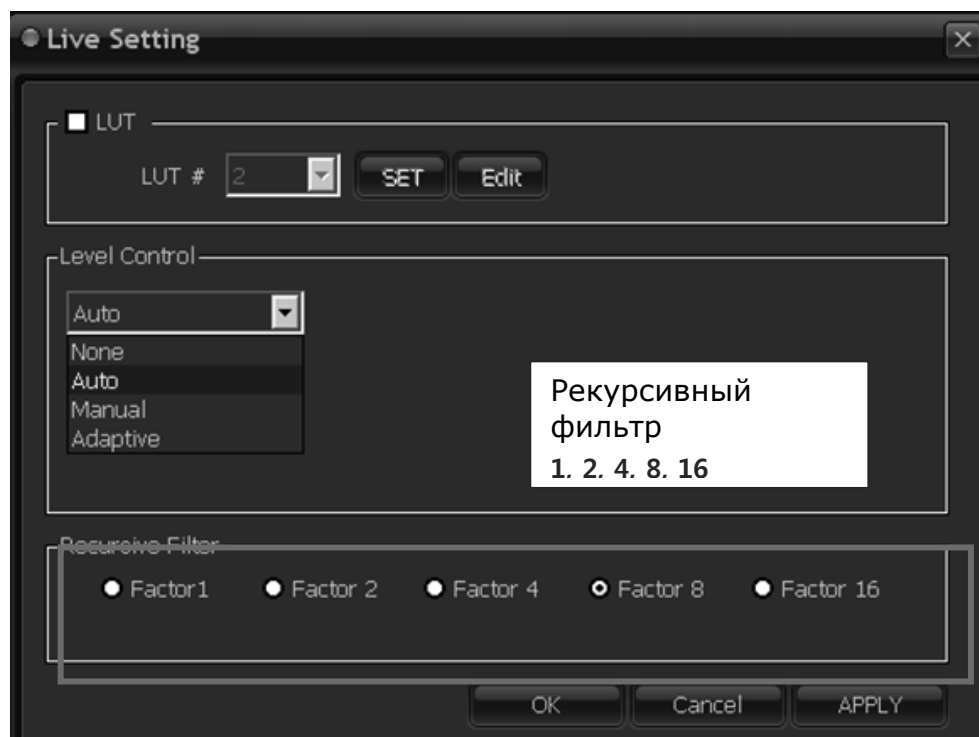 Live Setting
LUT
LUT # 2 SET Edit
Level Control
Auto
None
Auto
Manual
Adaptive
Рекурсивный
фильтр
1, 2, 4, 8, 16
Recursive Filter
Factor1 Factor 2 Factor 4 Factor 8 Factor 16
OK Cancel APPLY